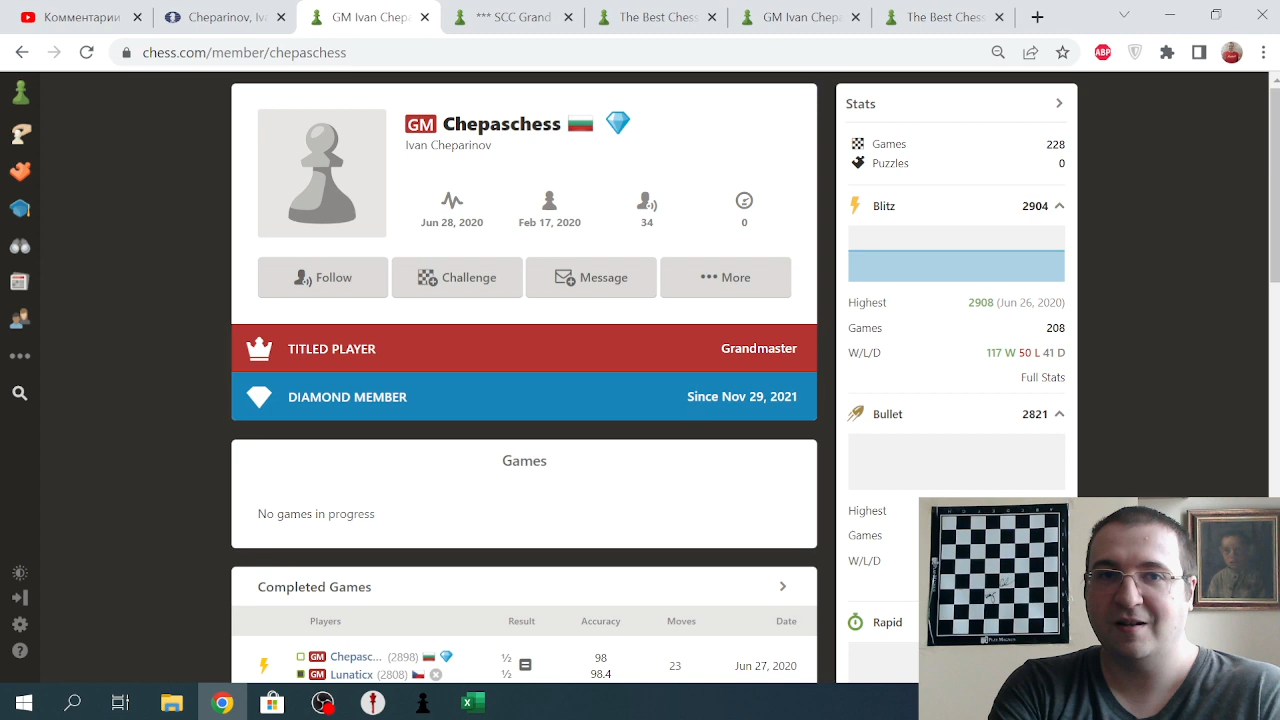 Комментарии
Cheparinov, Iv
GM Ivan Chepa
*** SCC Grand
The Best Chess
GM Ivan Chepa
The Best Chess
chess.com/member/chepaschess
ABP
GM Chepaschess
Ivan Cheparinov
Jun 28, 2020
Feb 17, 2020
34
0
Follow
Challenge
Message
More
TITLED PLAYER
Grandmaster
DIAMOND MEMBER
Since Nov 29, 2021
Games
No games in progress
Completed Games
Players
Result
Accuracy
Moves
Date
GM Chepasc... (2898)
½
98
GM Lunaticx (2808)
½
98.4
23
Jun 27, 2020
Stats
Games
228
Puzzles
0
Blitz
2904
Highest
2908 (Jun 26, 2020)
Games
208
W/L/D
117 W 50 L 41 D
Full Stats
Bullet
2821
Highest
Games
W/L/D
Rapid